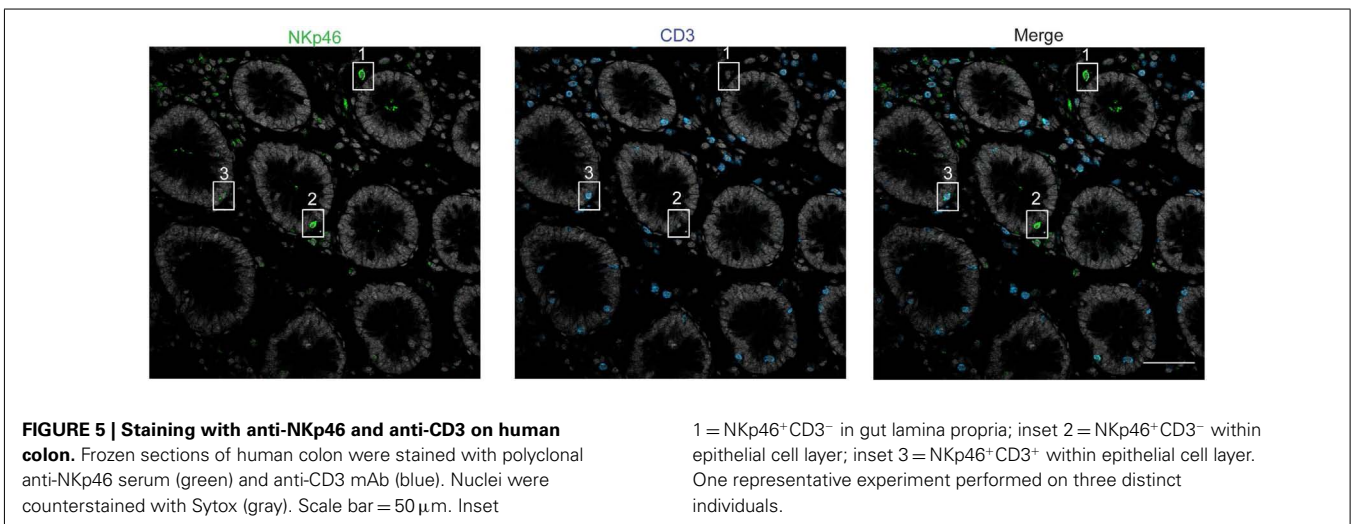 NKp46
CD3
Merge
1
1
1
3
3
3
2
2
2
FIGURE 5 | Staining with anti-NKp46 and anti-CD3 on human
colon. Frozen sections of human colon were stained with polyclonal
anti-NKp46 serum (green) and anti-CD3 mAb (blue). Nuclei were
counterstained with Sytox (gray). Scale bar = 50 μm. Inset
1 = NKp46⁺CD3⁻ in gut lamina propria; inset 2 = NKp46⁺CD3⁻ within
epithelial cell layer; inset 3 = NKp46⁺CD3⁺ within epithelial cell layer.
One representative experiment performed on three distinct
individuals.